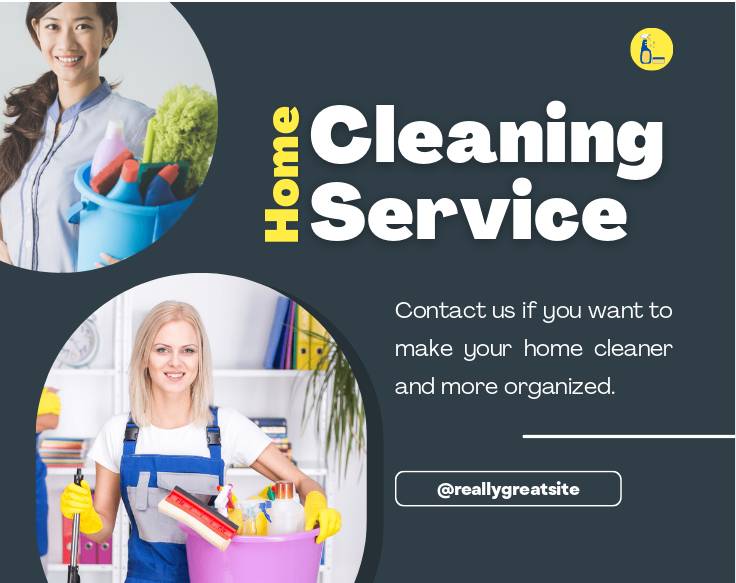 Home
Cleaning
Service
Contact us if you want to
make your home cleaner
and more organized.
@reallygreatsite